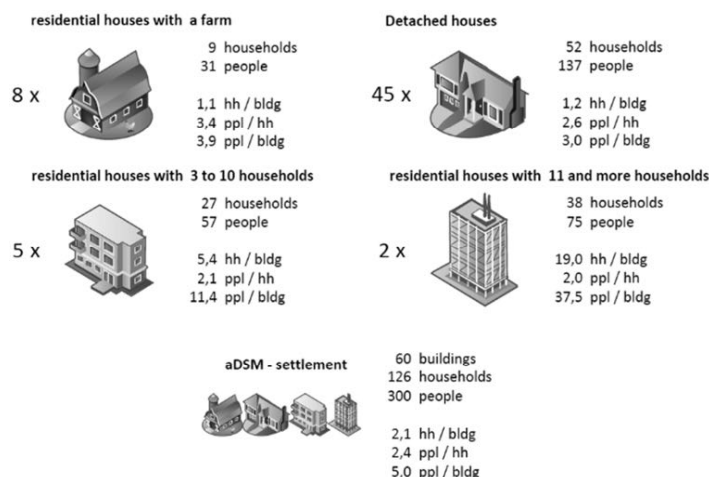 residential houses with a farm
8 x
9 households
31 people
1,1 hh / bldg
3,4 ppl / hh
3,9 ppl / bldg
Detached houses
45 x
52 households
137 people
1,2 hh / bldg
2,6 ppl / hh
3,0 ppl / bldg
residential houses with 3 to 10 households
5 x
27 households
57 people
5,4 hh / bldg
2,1 ppl / hh
11,4 ppl / bldg
residential houses with 11 and more households
2 x
38 households
75 people
19,0 hh / bldg
2,0 ppl / hh
37,5 ppl / bldg
aDSM - settlement
60 buildings
126 households
300 people
2,1 hh / bldg
2,4 ppl / hh
5,0 ppl / bldg